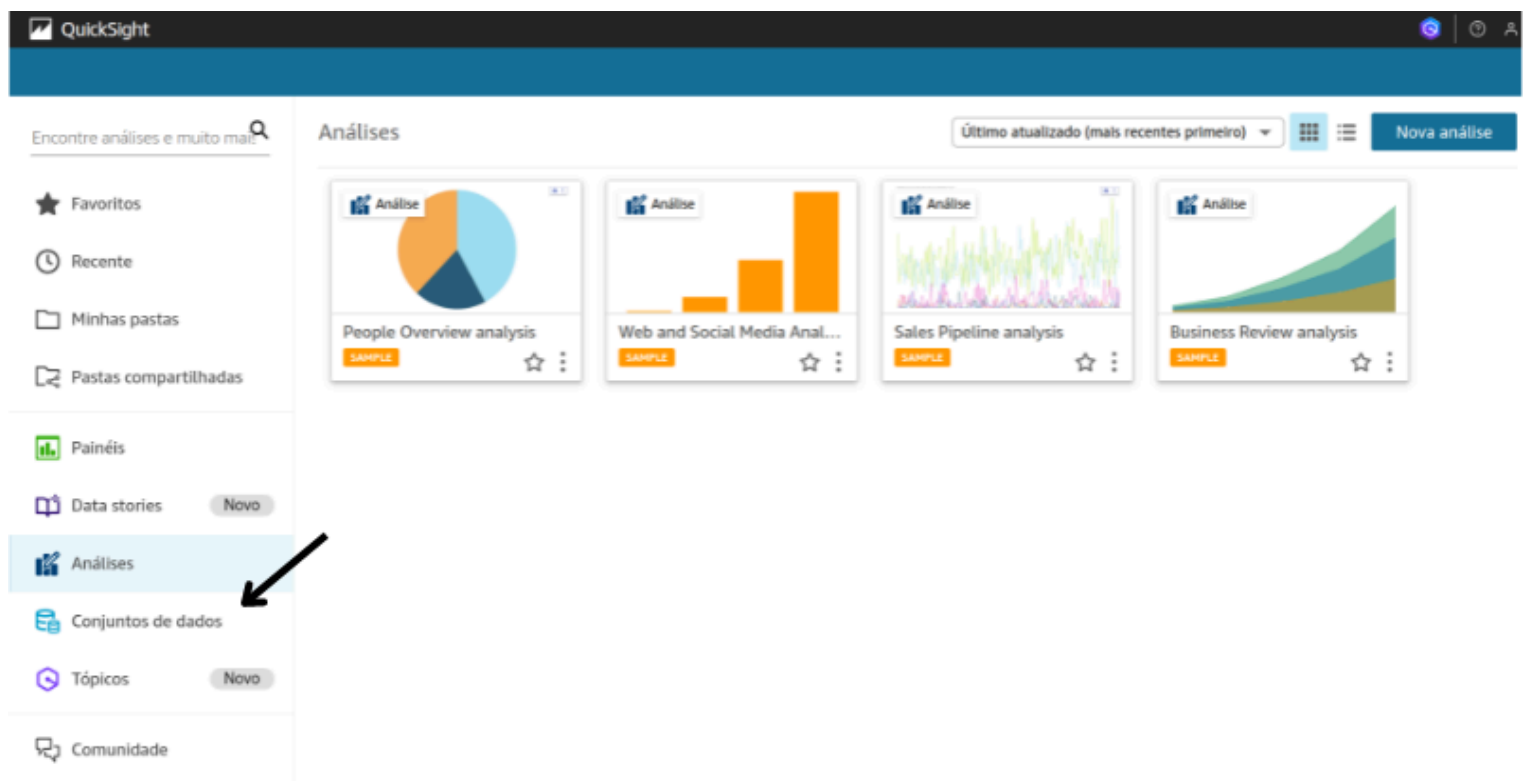 QuickSight
Encontre análises e muito mais
Análises
Último atualizado (mais recentes primeiro)
Nova análise
Favoritos
Recente
Minhas pastas
Pastas compartilhadas
Painéis
Data stories
Novo
Análises
Conjuntos de dados
Tópicos
Novo
Comunidade
Análise
People Overview analysis
SAMPLE
Análise
Web and Social Media Anal...
SAMPLE
Análise
Sales Pipeline analysis
SAMPLE
Análise
Business Review analysis
SAMPLE